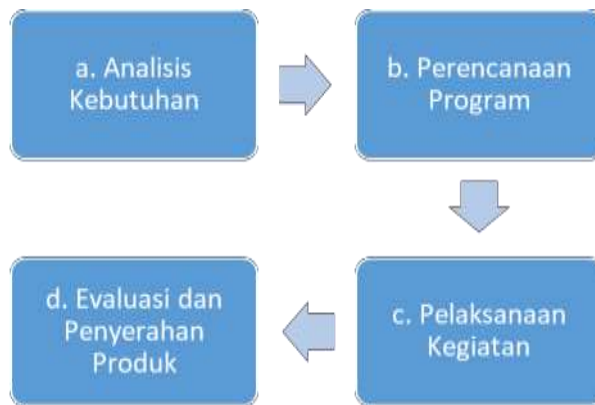 a. Analisis
Kebutuhan
b. Perencanaan
Program
c. Pelaksanaan
Kegiatan
d. Evaluasi dan
Penyerahan
Produk